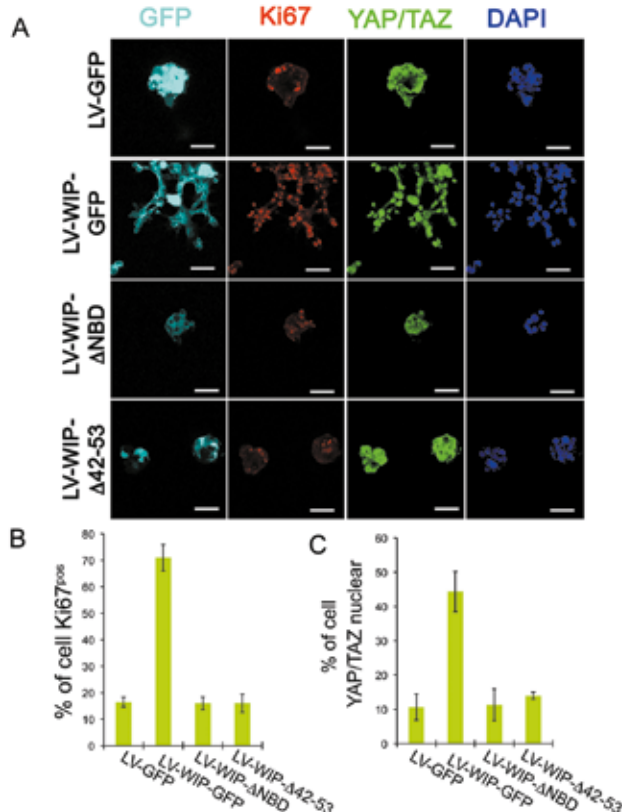 A
GFP
Ki67
YAP/TAZ
DAPI
LV-GFP
LV-WIP-
GFP
LV-WIP-
ΔNBD
LV-WIP-
Δ42-53
B
% of cell Ki67pos
80
70
60
50
40
30
20
10
0
LV-GFP
LV-WIP-GFP
LV-WIP-ΔNBD
LV-WIP-Δ42-53
C
% of cell
YAP/TAZ nuclear
60
50
40
30
20
10
0
LV-GFP
LV-WIP-GFP
LV-WIP-ΔNBD
LV-WIP-Δ42-53